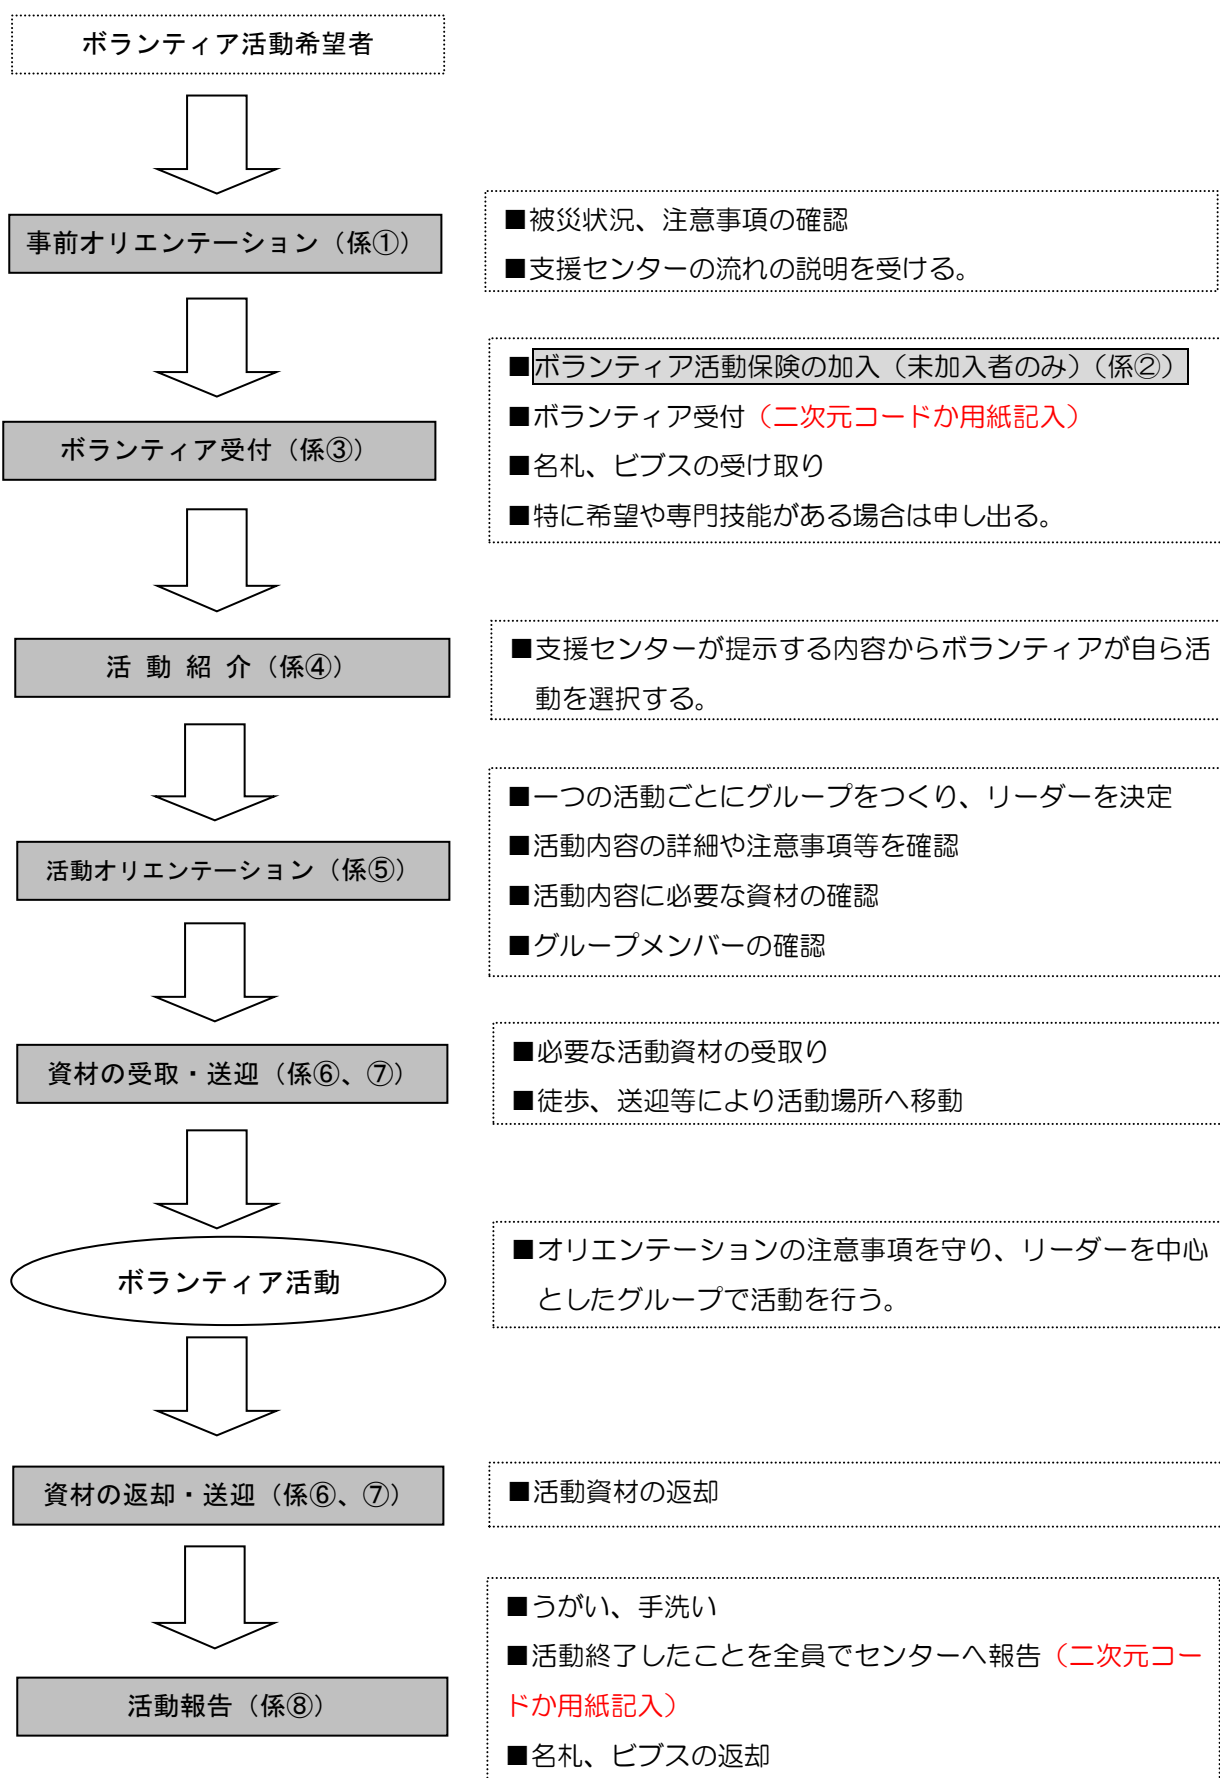 ボランティア活動希望者
事前オリエンテーション（係①）
■被災状況、注意事項の確認
■支援センターの流れの説明を受ける。
ボランティア受付（係③）
■ボランティア活動保険の加入（未加入者のみ）（係②）
■ボランティア受付（二次元コードか用紙記入）
■名札、ビブスの受け取り
■特に希望や専門技能がある場合は申し出る。
活 動 紹 介（係④）
■支援センターが提示する内容からボランティアが自ら活
動を選択する。
活動オリエンテーション（係⑤）
■一つの活動ごとにグループをつくり、リーダーを決定
■活動内容の詳細や注意事項等を確認
■活動内容に必要な資材の確認
■グループメンバーの確認
資材の受取・送迎（係⑥、⑦）
■必要な活動資材の受取り
■徒歩、送迎等により活動場所へ移動
ボランティア活動
■オリエンテーションの注意事項を守り、リーダーを中心
としたグループで活動を行う。
資材の返却・送迎（係⑥、⑦）
■活動資材の返却
活動報告（係⑧）
■うがい、手洗い
■活動終了したことを全員でセンターへ報告（二次元コー
ドか用紙記入）
■名札、ビブスの返却